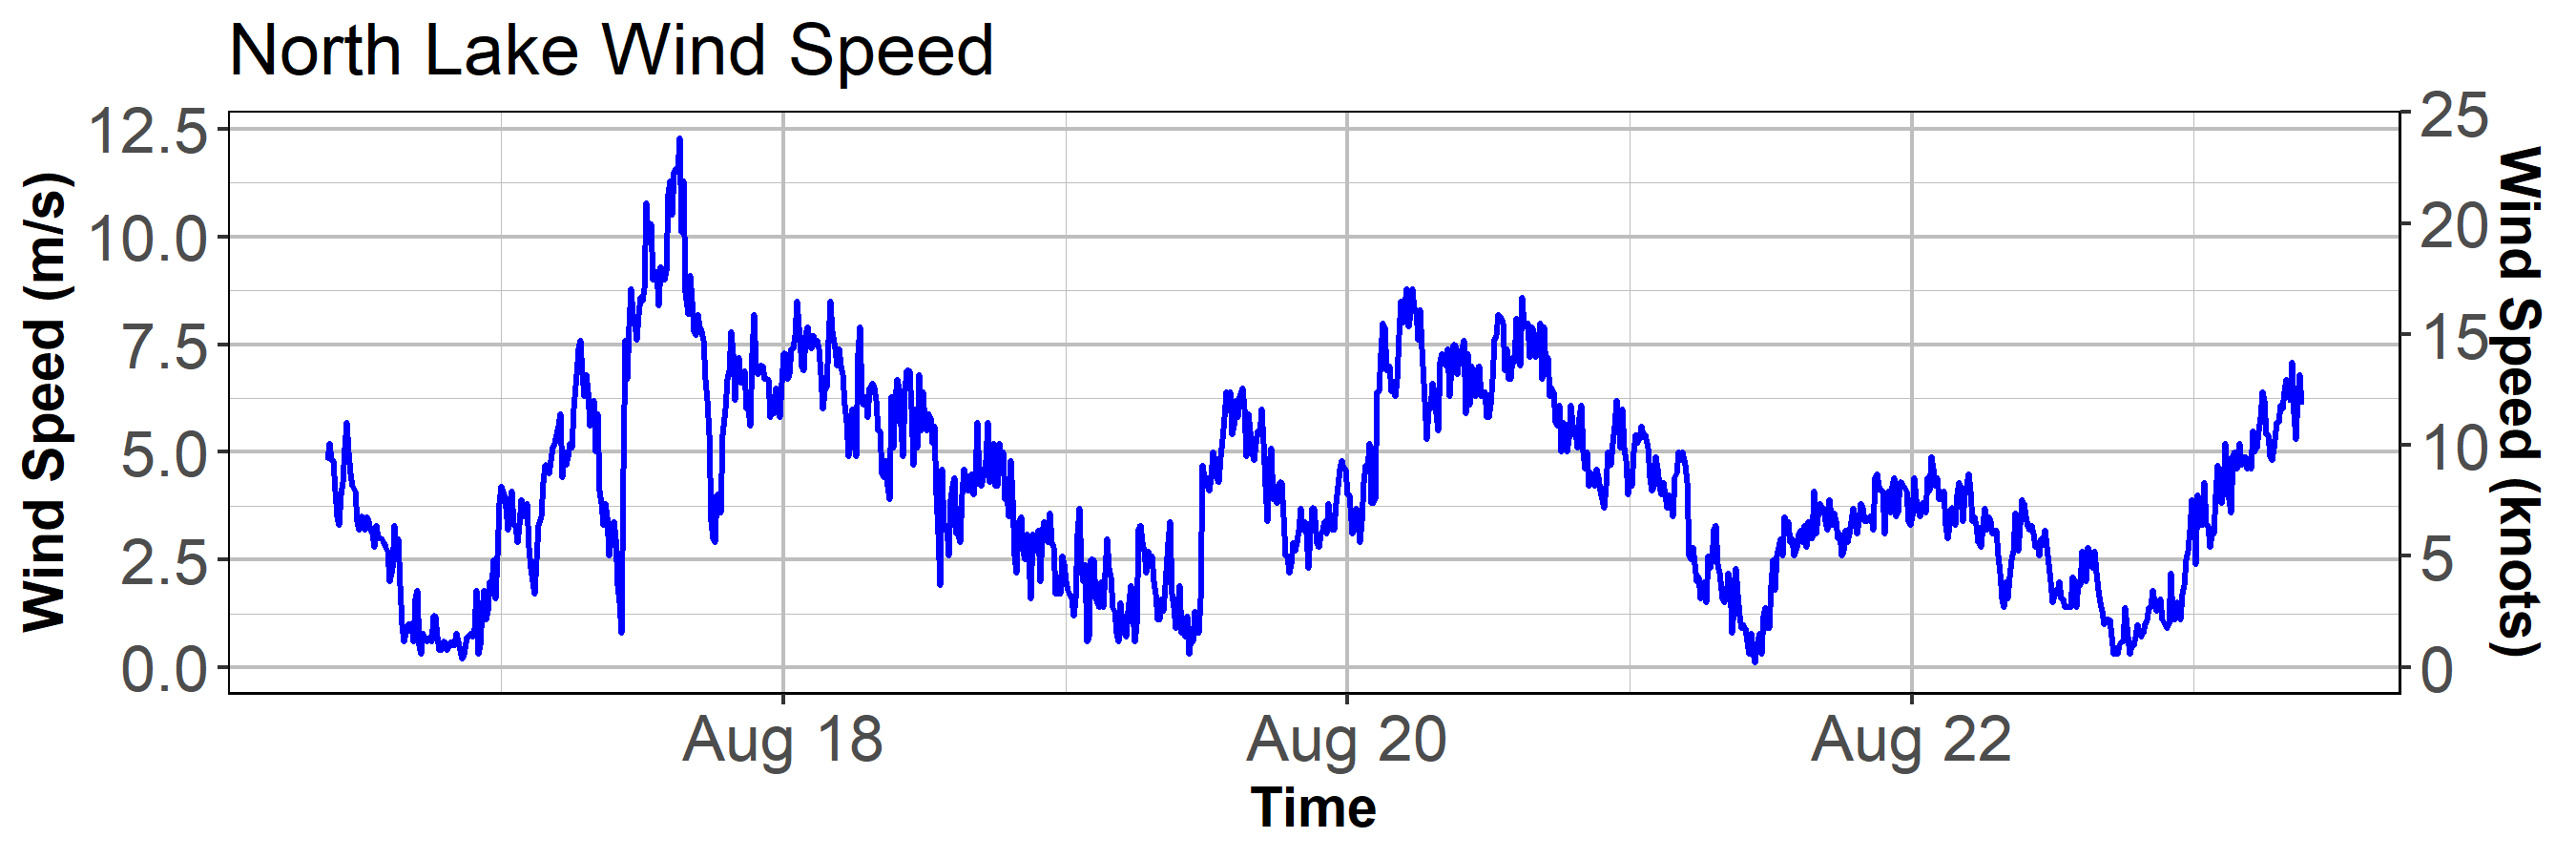 North Lake Wind Speed
Wind Speed (m/s)
12.5
10.0
7.5
5.0
2.5
0.0
25
20
15
10
5
0
Wind Speed (knots)
Aug 18
Aug 20
Aug 22
Time